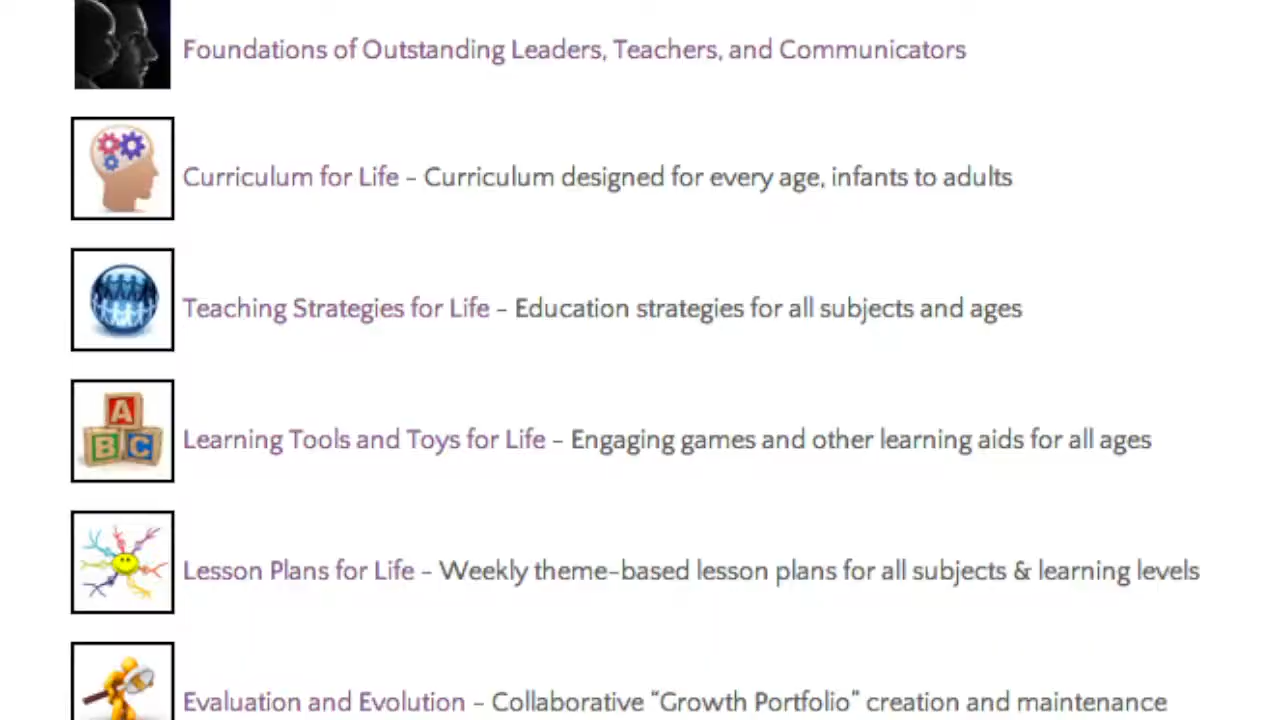 Foundations of Outstanding Leaders, Teachers, and Communicators
Curriculum for Life - Curriculum designed for every age, infants to adults
Teaching Strategies for Life - Education strategies for all subjects and ages
A
B C
Learning Tools and Toys for Life - Engaging games and other learning aids for all ages
Lesson Plans for Life - Weekly theme-based lesson plans for all subjects & learning levels
Evaluation and Evolution - Collaborative “Growth Portfolio” creation and maintenance